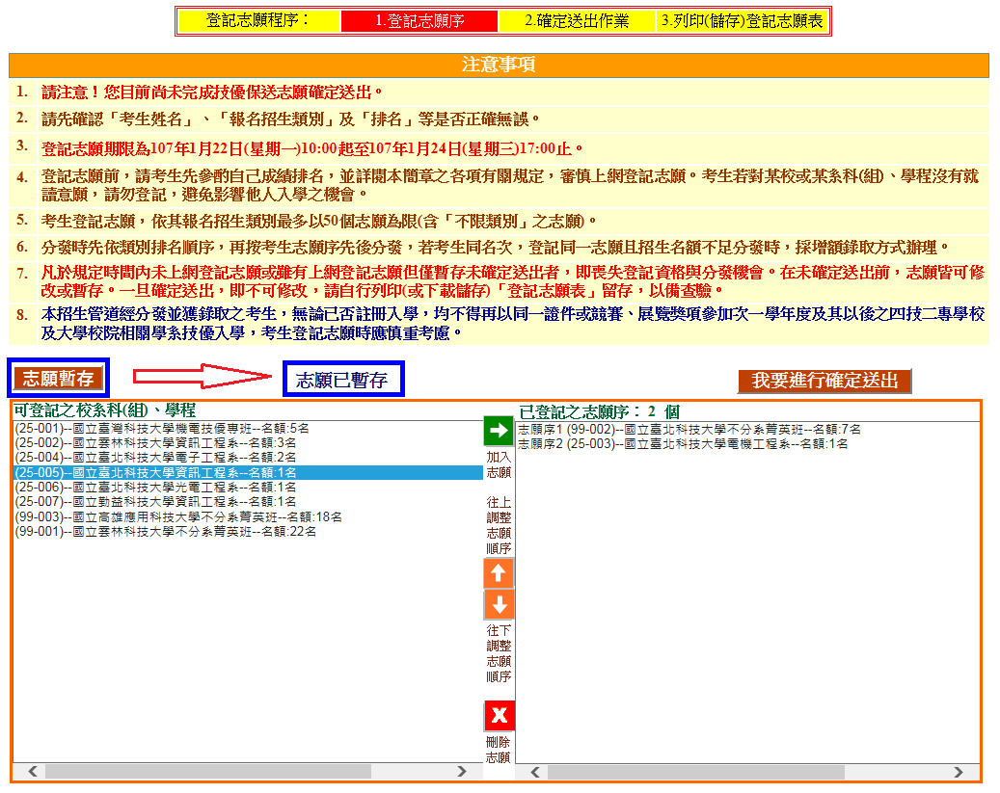 登記志願程序： 1.登記志願序 2.確定送出作業 3.列印(儲存)登記志願表
注意事項
1. 請注意！您目前尚未完成技優保送志願確定送出。
2. 請先確認「考生姓名」、「報名招生類別」及「排名」等是否正確無誤。
3. 登記志願期限為107年1月22日(星期一)10:00起至107年1月24日(星期三)17:00止。
4. 登記志願前，請考生先參酌自己成績排名，並詳閱本簡章之各項有關規定，審慎上網登記志願。考生若對某校或某系科(組)、學程沒有就
讀意願，請勿登記，避免影響他人入學之機會。
5. 考生登記志願，依其報名招生類別最多以50個志願為限(含「不限類別」之志願)。
6. 分發時先依類別排名順序，再按考生志願序先後分發，若考生同名次，登記同一志願且招生名額不足分發時，採增額錄取方式辦理。
7. 凡於規定時間內未上網登記志願或雖有上網登記志願但僅暫存未確定送出者，即喪失登記資格與分發機會。在未確定送出前，志願皆可修
改或暫存。一旦確定送出，即不可修改，請自行列印(或下載儲存)「登記志願表」留存，以備查驗。
8. 本招生管道經分發並獲錄取之考生，無論已否註冊入學，均不得再以同一證件或競賽、展覽獎項參加次一學年度及其以後之四技二專學校
及大學校院相關學系技優入學，考生登記志願時應慎重考慮。
志願暫存 志願已暫存 我要進行確定送出
可登記之校系科(組)、學程
(25-001)--國立臺灣科技大學機電技優專班--名額:5名
(25-002)--國立雲林科技大學資訊工程系--名額:3名
(25-004)--國立臺北科技大學電子工程系--名額:2名
(25-005)--國立臺北科技大學資訊工程系--名額:1名
(25-006)--國立臺北科技大學光電工程系--名額:1名
(25-007)--國立勤益科技大學資訊工程系--名額:1名
(99-003)--國立高雄應用科技大學不分系菁英班--名額:18名
(99-001)--國立雲林科技大學不分系菁英班--名額:22名
加入
志願
往上
調整
志願
順序
往下
調整
志願
順序
刪除
志願
已登記之志願序： 2 個
志願序1 (99-002)--國立臺北科技大學不分系菁英班--名額:7名
志願序2 (25-003)--國立臺北科技大學電機工程系--名額:1名